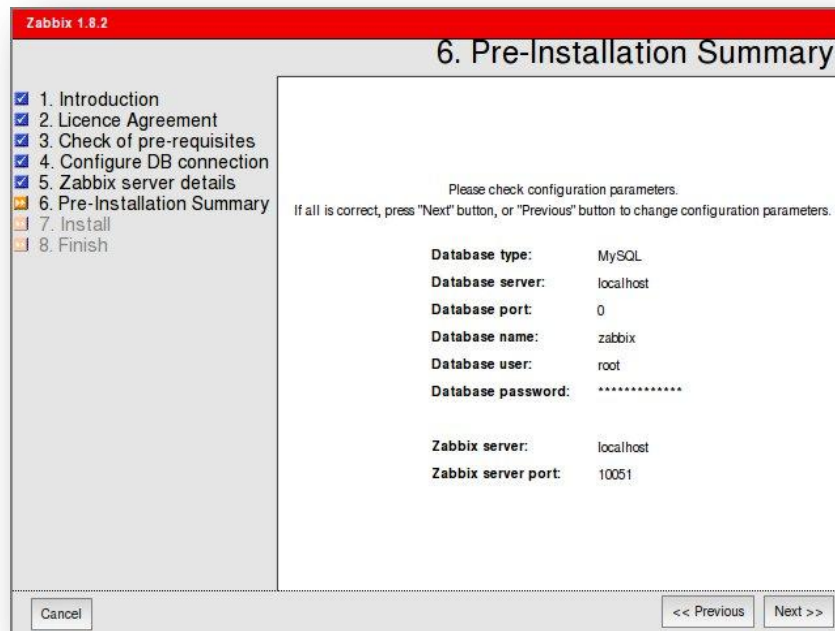 Zabbix 1.8.2
6. Pre-Installation Summary
1. Introduction
2. Licence Agreement
3. Check of pre-requisites
4. Configure DB connection
5. Zabbix server details
6. Pre-Installation Summary
7. Install
8. Finish
Please check configuration parameters.
If all is correct, press "Next" button, or "Previous" button to change configuration parameters.
Database type: MySQL
Database server: localhost
Database port: 0
Database name: zabbix
Database user: root
Database password: *************
Zabbix server: localhost
Zabbix server port: 10051
Cancel << Previous Next >>